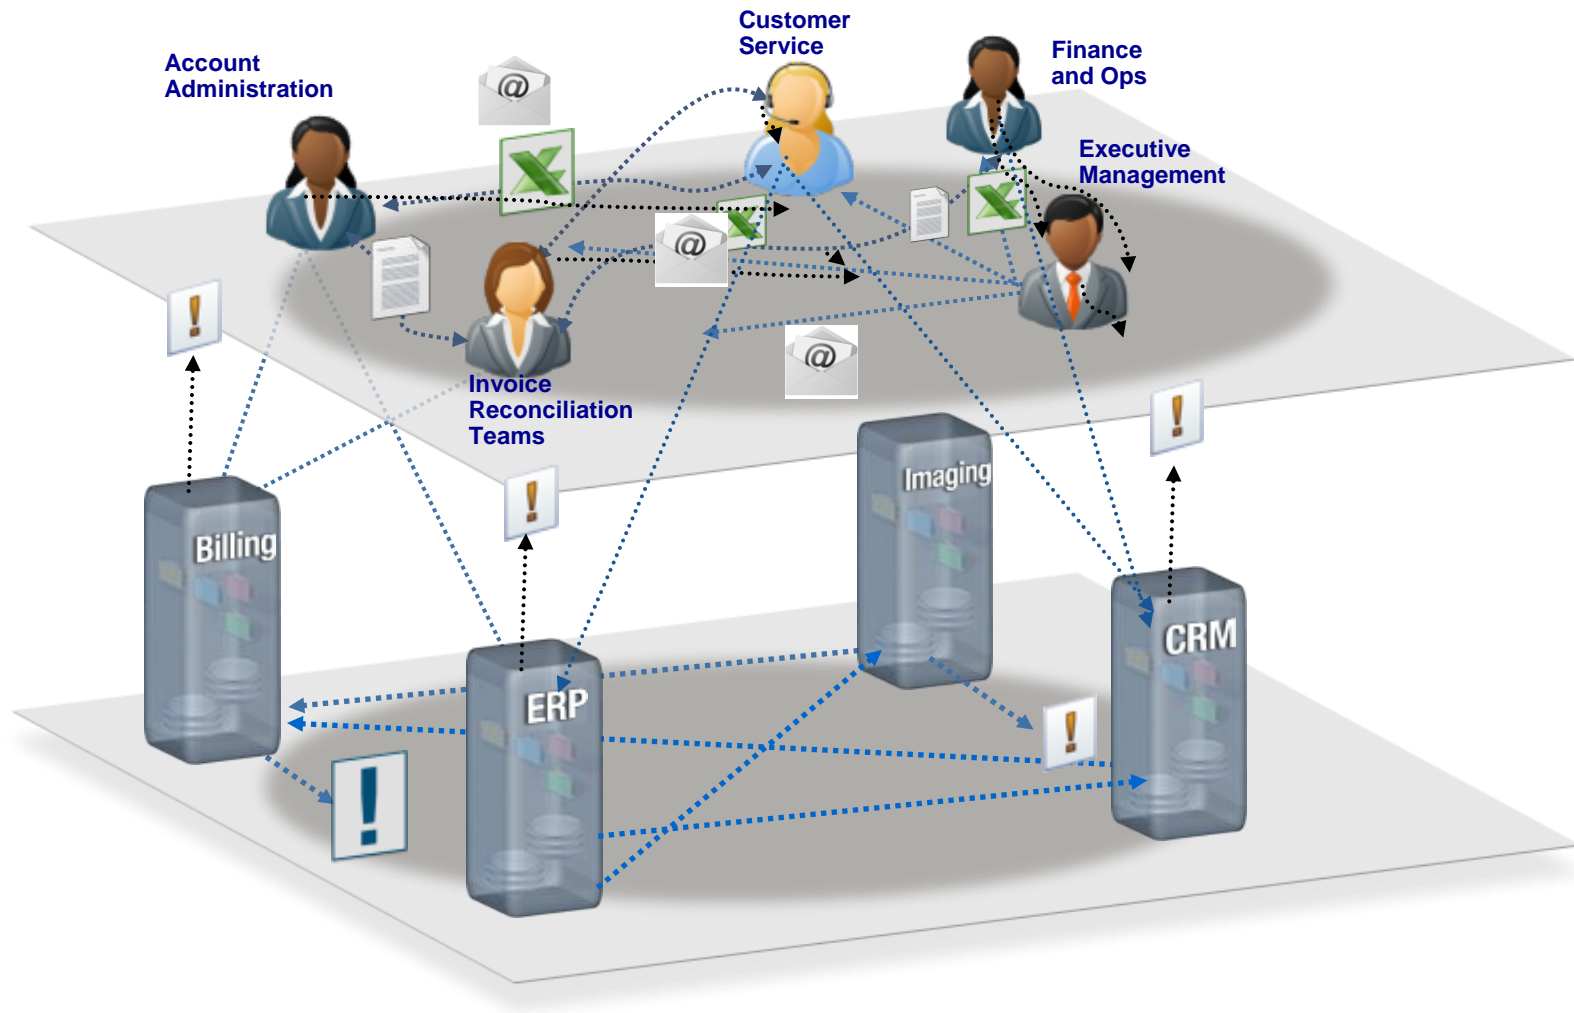 Customer
Service
Account
Administration
Finance
and Ops
Executive
Management
@
@
@
Invoice
Reconciliation
Teams
!
!
!
Imaging
Billing
CRM
ERP
!
!